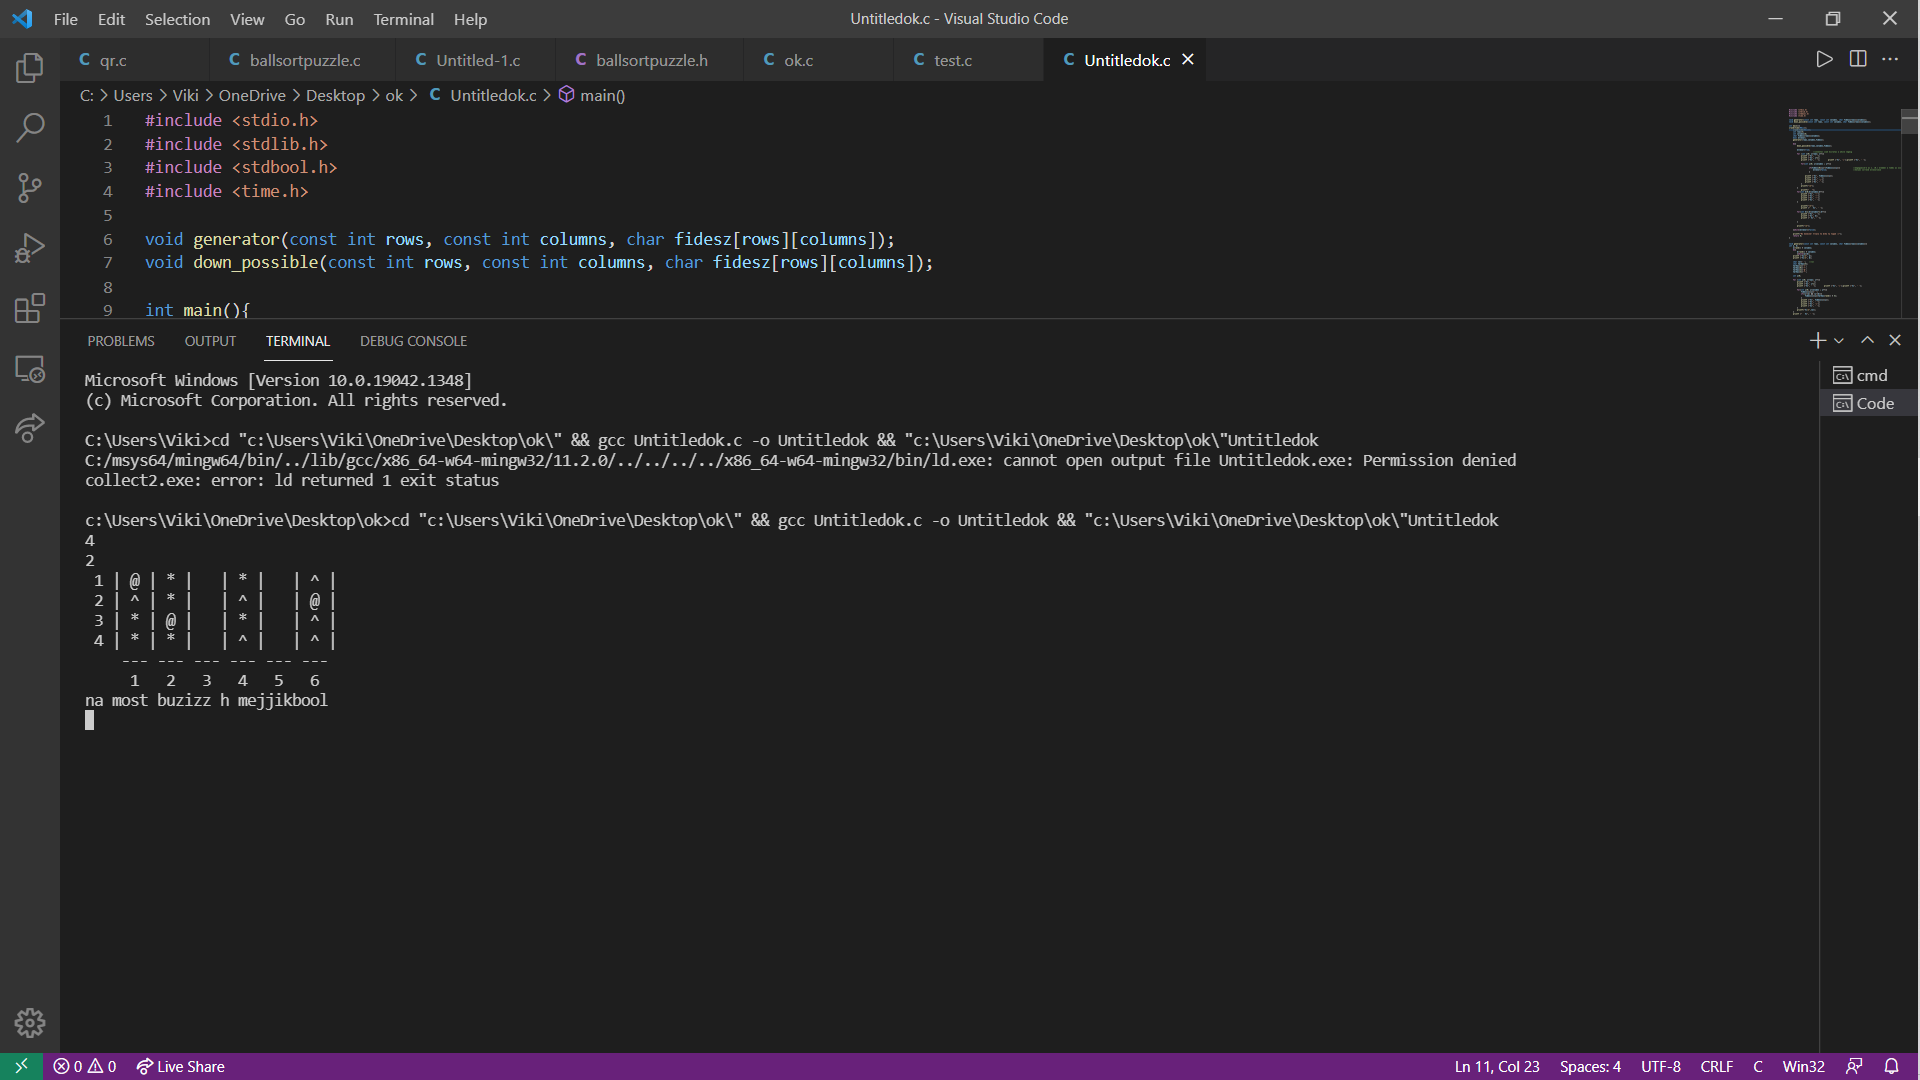 File Edit Selection View Go Run Terminal Help
Untitledok.c - Visual Studio Code
C qr.c C ballsortpuzzle.c C Untitled-1.c C ballsortpuzzle.h C ok.c C test.c C Untitledok.c
C: > Users > Viki > OneDrive > Desktop > ok > C Untitledok.c > main()
1 #include <stdio.h>
2 #include <stdlib.h>
3 #include <stdbool.h>
4 #include <time.h>
5
6 void generator(const int rows, const int columns, char fidesz[rows][columns]);
7 void down_possible(const int rows, const int columns, char fidesz[rows][columns]);
8
9 int main(){
PROBLEMS OUTPUT TERMINAL DEBUG CONSOLE
cmd
Code
Microsoft Windows [Version 10.0.19042.1348]
(c) Microsoft Corporation. All rights reserved.
C:\Users\Viki>cd "c:\Users\Viki\OneDrive\Desktop\ok\" && gcc Untitledok.c -o Untitledok && "c:\Users\Viki\OneDrive\Desktop\ok\"Untitledok
C:/msys64/mingw64/bin/../lib/gcc/x86_64-w64-mingw32/11.2.0/../../../../x86_64-w64-mingw32/bin/ld.exe: cannot open output file Untitledok.exe: Permission denied
collect2.exe: error: ld returned 1 exit status
c:\Users\Viki\OneDrive\Desktop\ok>cd "c:\Users\Viki\OneDrive\Desktop\ok\" && gcc Untitledok.c -o Untitledok && "c:\Users\Viki\OneDrive\Desktop\ok\"Untitledok
4
2
1 | @ | * |   | * |   | ^ |
2 | ^ | * |   | ^ |   | @ |
3 | * | @ |   | * |   | ^ |
4 | * | * |   | ^ |   | ^ |
--- --- --- --- --- ---
1 2 3 4 5 6
na most buzizz h mejjikbool
0 0 Live Share
Ln 11, Col 23 Spaces: 4 UTF-8 CRLF C Win32